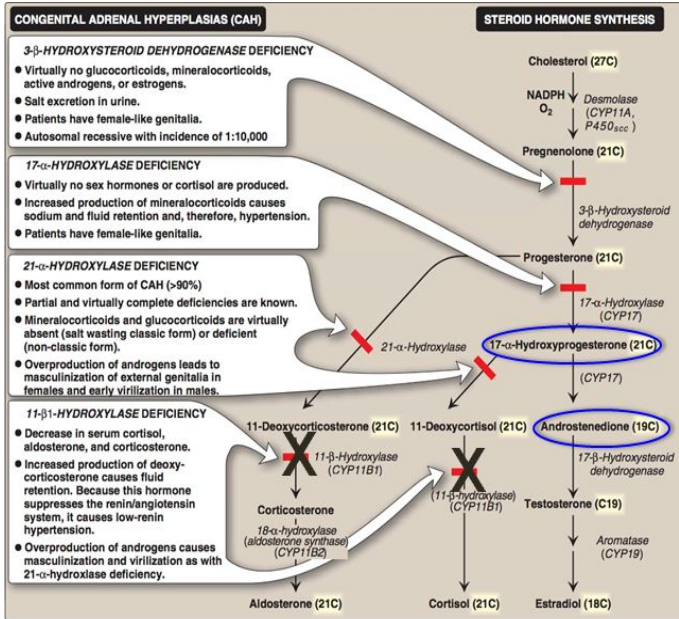 CONGENITAL ADRENAL HYPERPLASIAS (CAH)
3-β-HYDROXYSTEROID DEHYDROGENASE DEFICIENCY
● Virtually no glucocorticoids, mineralocorticoids,
active androgens, or estrogens.
● Salt excretion in urine.
● Patients have female-like genitalia.
● Autosomal recessive with incidence of 1:10,000
17-α-HYDROXYLASE DEFICIENCY
● Virtually no sex hormones or cortisol are produced.
● Increased production of mineralocorticoids causes
sodium and fluid retention and, therefore, hypertension.
● Patients have female-like genitalia.
21-α-HYDROXYLASE DEFICIENCY
● Most common form of CAH (>90%)
● Partial and virtually complete deficiencies are known.
● Mineralocorticoids and glucocorticoids are virtually
absent (salt wasting classic form) or deficient
(non-classic form).
● Overproduction of androgens leads to
masculinization of external genitalia in
females and early virilization in males.
11-β1-HYDROXYLASE DEFICIENCY
● Decrease in serum cortisol,
aldosterone, and corticosterone.
● Increased production of deoxy-
corticosterone causes fluid
retention. Because this hormone
suppresses the renin/angiotensin
system, it causes low-renin
hypertension.
● Overproduction of androgens causes
masculinization and virilization as with
21-α-hydroxlase deficiency.
STEROID HORMONE SYNTHESIS
Cholesterol (27C)
NADPH
O2
Desmolase
(CYP11A,
P450scc )
Pregnenolone (21C)
3-β-Hydroxysteroid
dehydrogenase
Progesterone (21C)
17-α-Hydroxylase
(CYP17)
21-α-Hydroxylase
17-α-Hydroxyprogesterone (21C)
(CYP17)
11-Deoxycorticosterone (21C)
11-Deoxycortisol (21C)
Androstenedione (19C)
11-β-Hydroxylase
(CYP11B1)
(11-β-hydroxylase)
(CYP11B1)
17-β-Hydroxysteroid
dehydrogenase
Corticosterone
Testosterone (C19)
18-α-hydroxylase
(aldosterone synthase)
(CYP11B2)
Aromatase
(CYP19)
Aldosterone (21C)
Cortisol (21C)
Estradiol (18C)